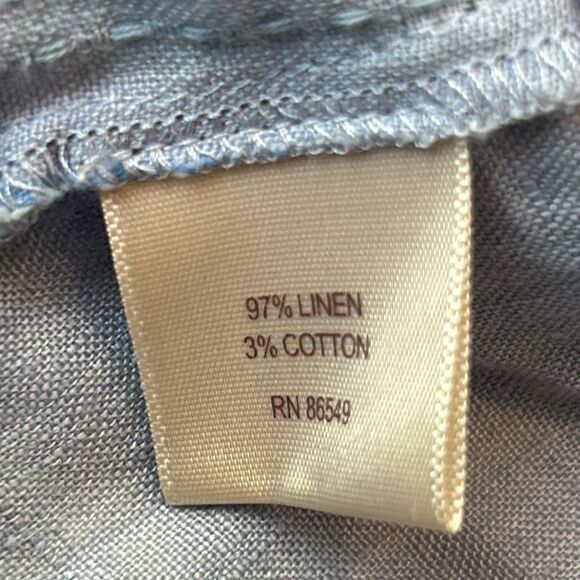 97% LINEN
3% COTTON
RN 86549